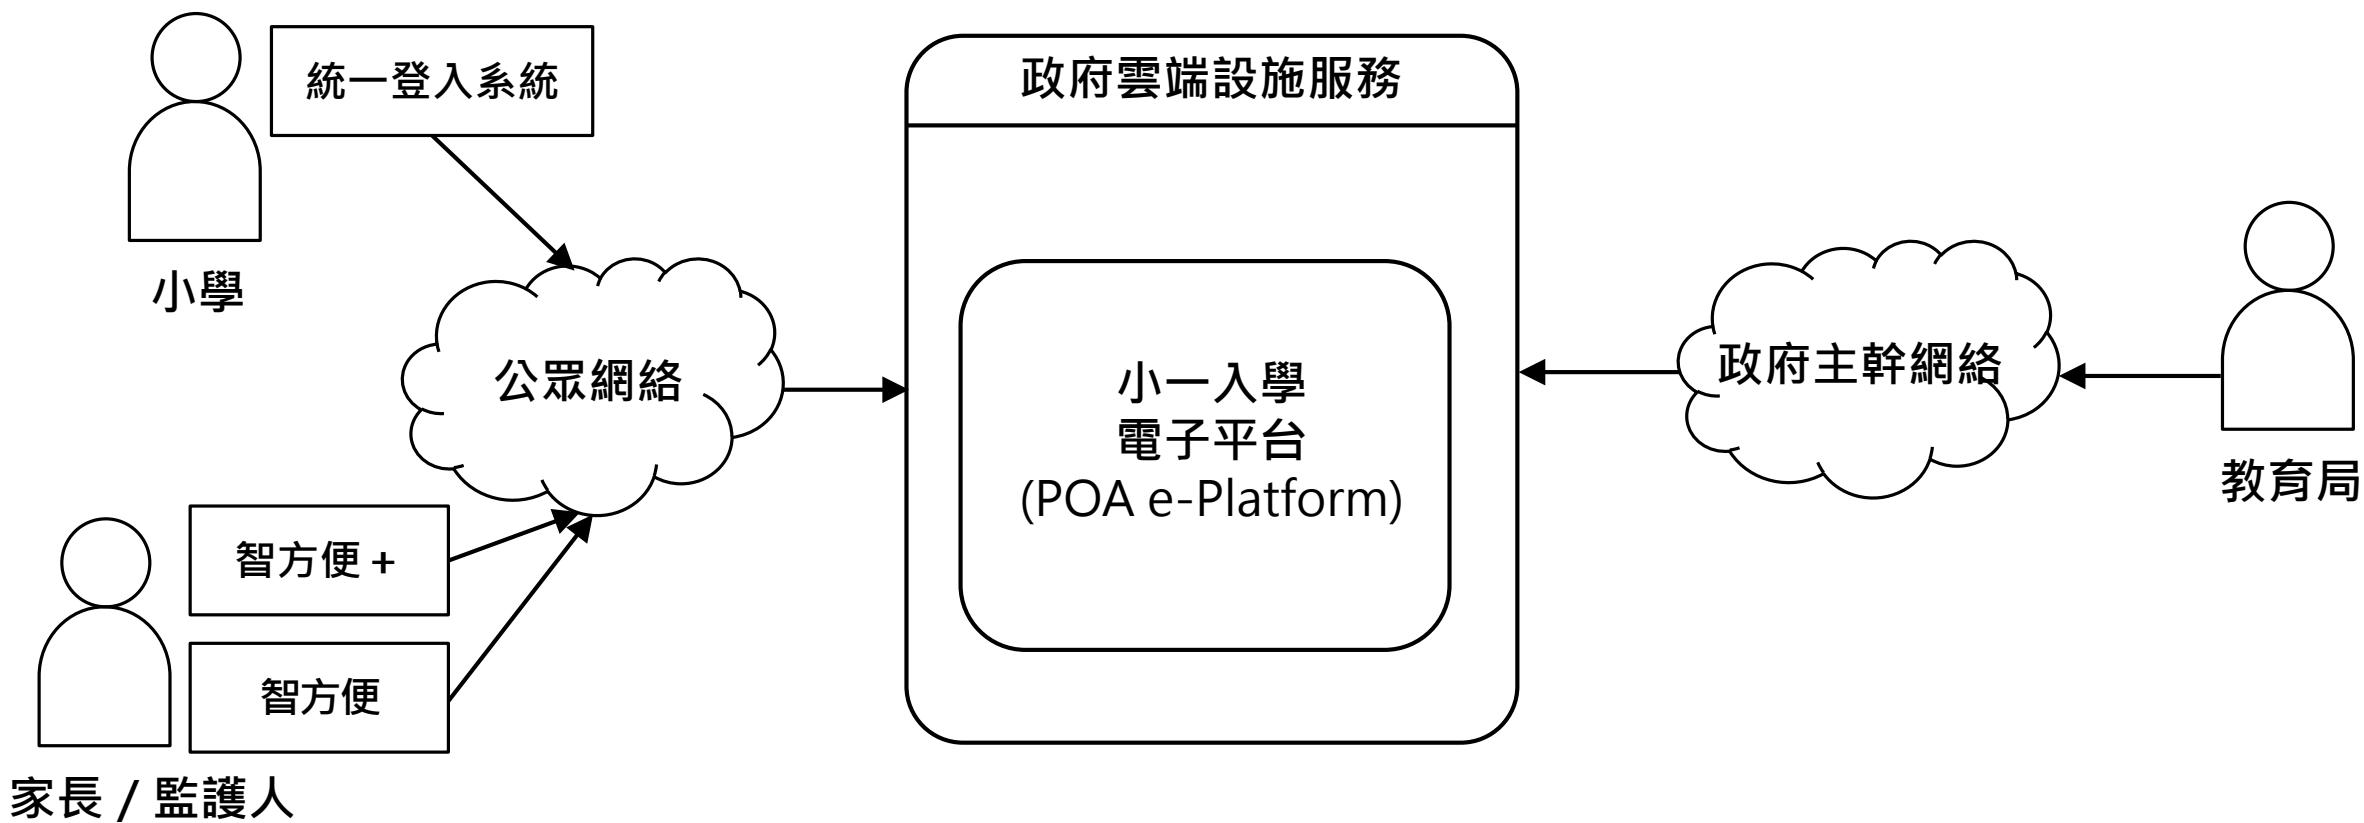 統一登入系統
小學
政府雲端設施服務
公眾網絡
小一入學
電子平台
(POA e-Platform)
政府主幹網絡
教育局
智方便 +
智方便
家長 / 監護人